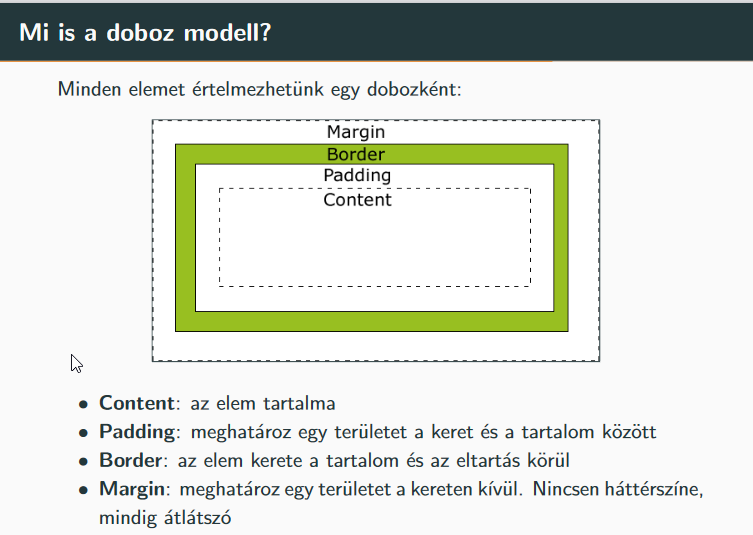 Mi is a doboz modell?
Minden elemet értelmezhetünk egy dobozként:
Margin
Border
Padding
Content
• Content: az elem tartalma
• Padding: meghatároz egy területet a keret és a tartalom között
• Border: az elem kerete a tartalom és az eltartás körül
• Margin: meghatároz egy területet a kereten kívül. Nincsen háttérszíne,
mindig átlátszó